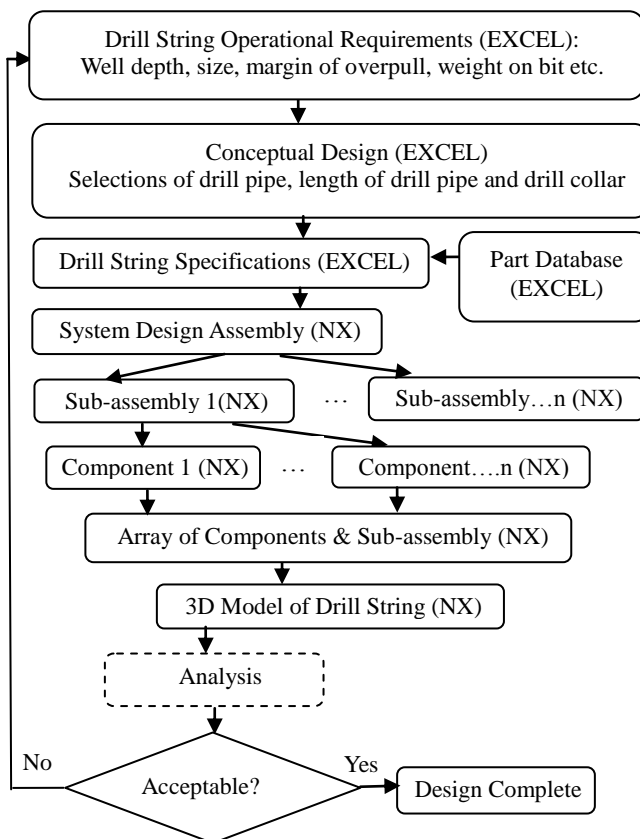 Drill String Operational Requirements (EXCEL):
Well depth, size, margin of overpull, weight on bit etc.
Conceptual Design (EXCEL)
Selections of drill pipe, length of drill pipe and drill collar
Drill String Specifications (EXCEL)
Part Database
(EXCEL)
System Design Assembly (NX)
Sub-assembly 1(NX)
…
Sub-assembly…n (NX)
Component 1 (NX)
…
Component….n (NX)
Array of Components & Sub-assembly (NX)
3D Model of Drill String (NX)
Analysis
No
Acceptable?
Yes
Design Complete